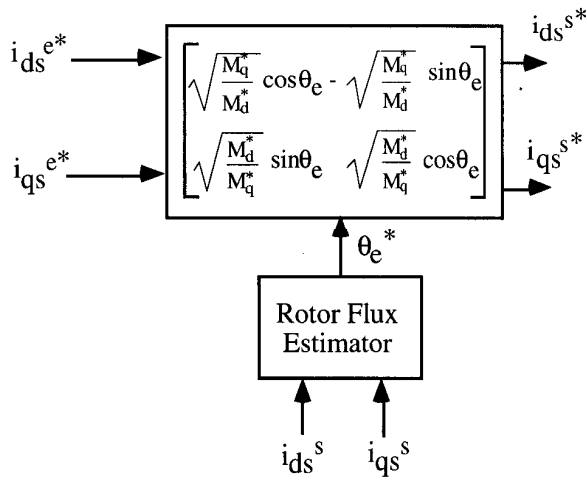 i_ds^e*
i_qs^e*
√(M_q^*/M_d^*) cosθ_e - √(M_q^*/M_d^*) sinθ_e
√(M_d^*/M_q^*) sinθ_e √(M_d^*/M_q^*) cosθ_e
i_ds^s*
i_qs^s*
θ_e^*
Rotor Flux
Estimator
i_ds^s
i_qs^s